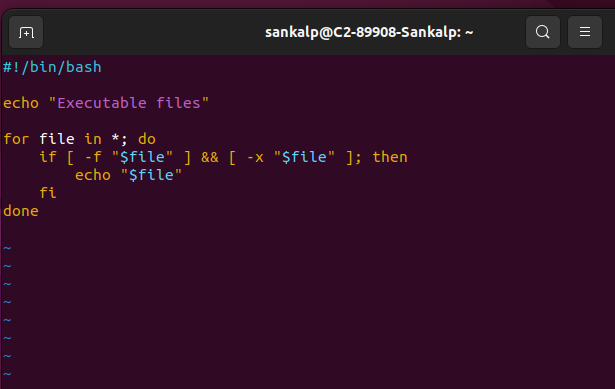 sankalp@C2-89908-Sankalp: ~
#!/bin/bash

echo "Executable files"

for file in *; do
    if [ -f "$file" ] && [ -x "$file" ]; then
        echo "$file"
    fi
done

~
~
~
~
~
~
~
~